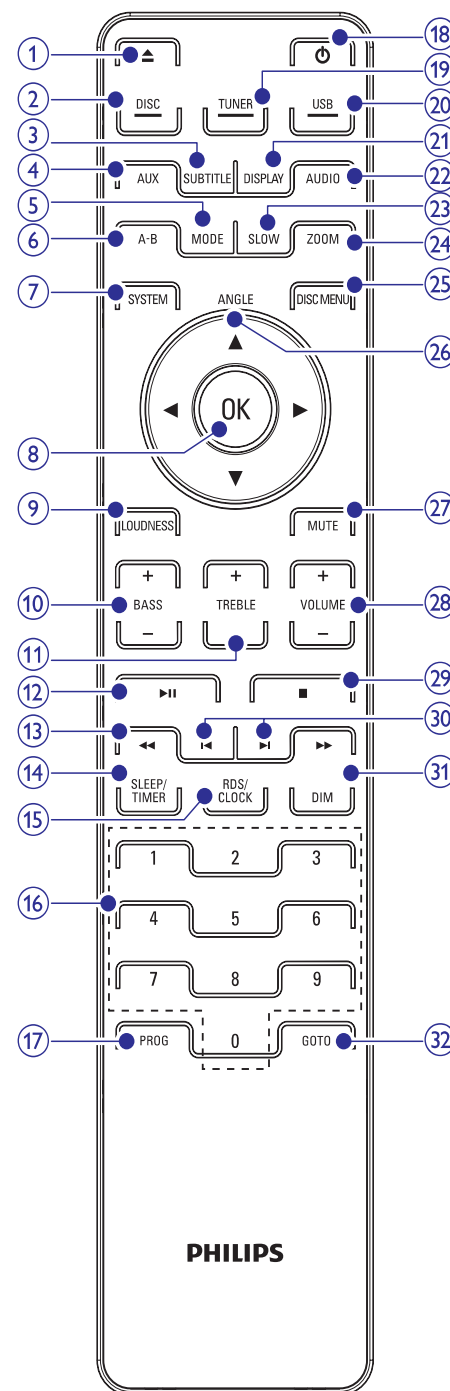 1 18
19
2 DISC TUNER USB 20
3 21
4 AUX SUBTITLE DISPLAY AUDIO 22
5 23
6 A-B MODE SLOW ZOOM 24
25
7 SYSTEM ANGLE DISC MENU
26
OK
8
9 27
LOUDNESS MUTE
+ + +
10 BASS TREBLE VOLUME 28
− − 
11
12 29
13 30
14 SLEEP/ RDS/ 31
TIMER CLOCK DIM
15
1 2 3
16 4 5 6
7 8 9
17 PROG 0 GOTO 32
PHILIPS